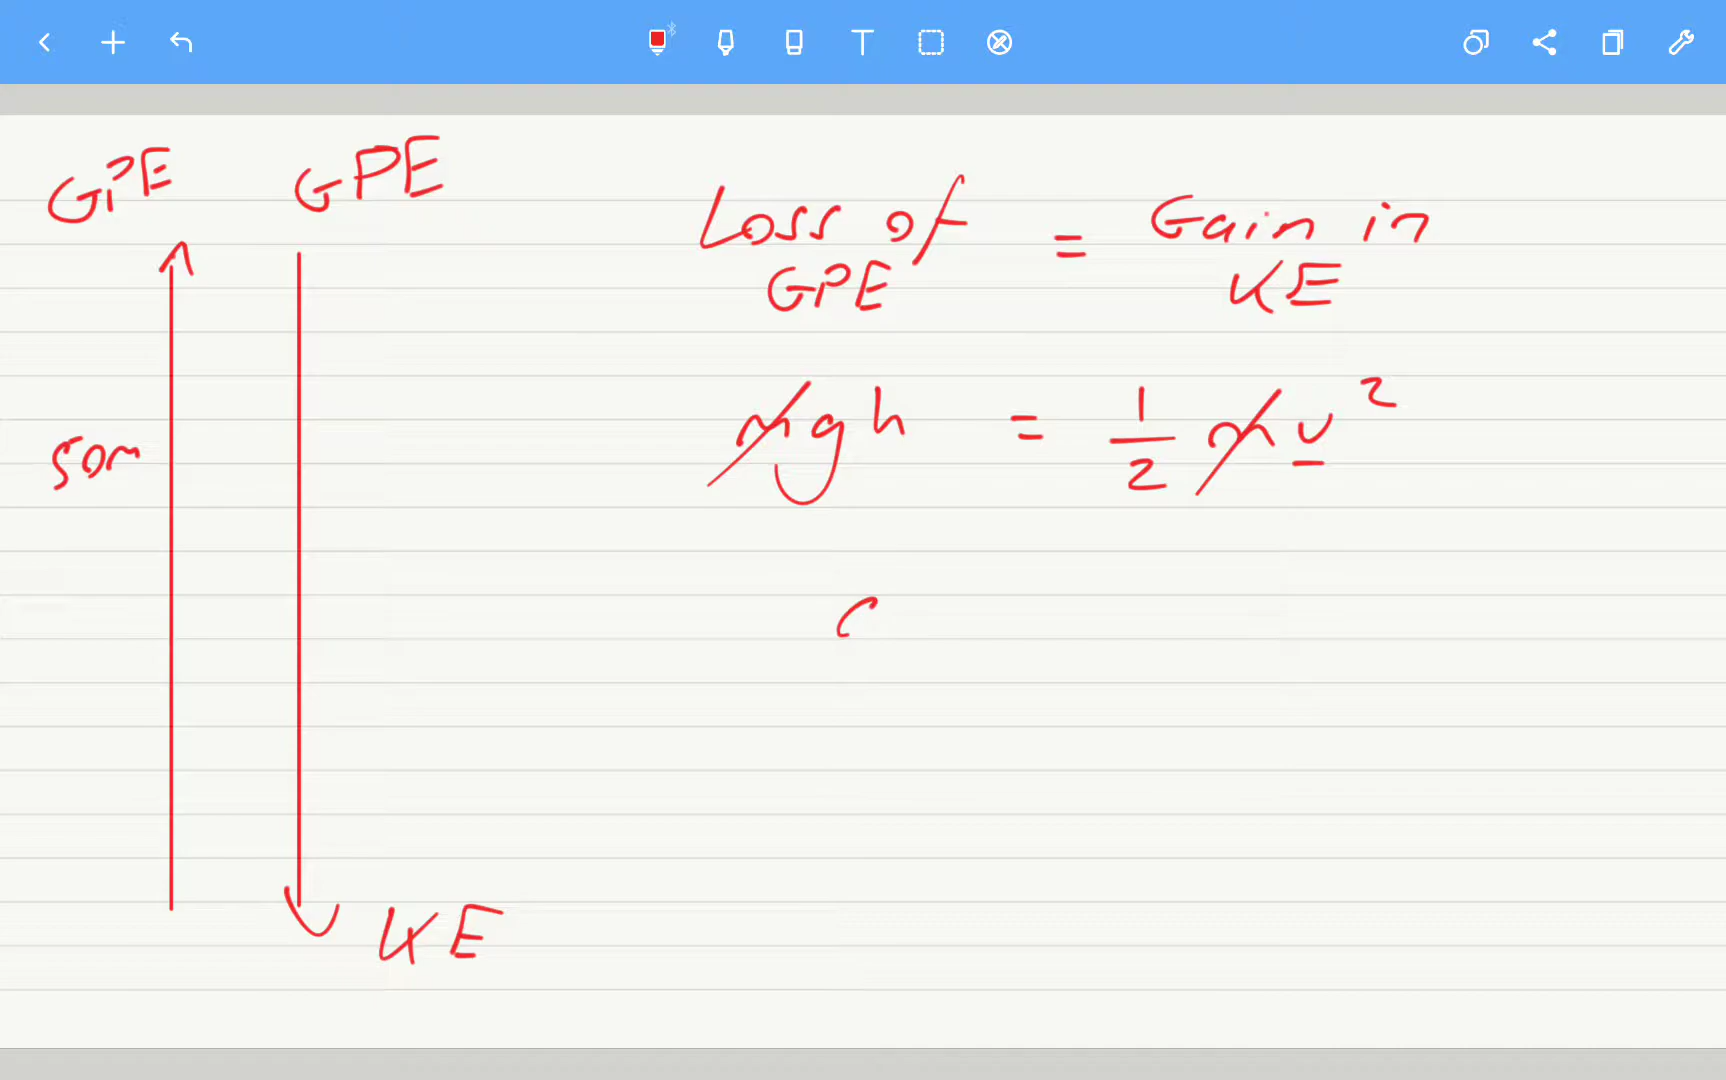 GPE GPE
Loss of = Gain in
GPE KE
mgh = 1/2 mv²
50m
KE